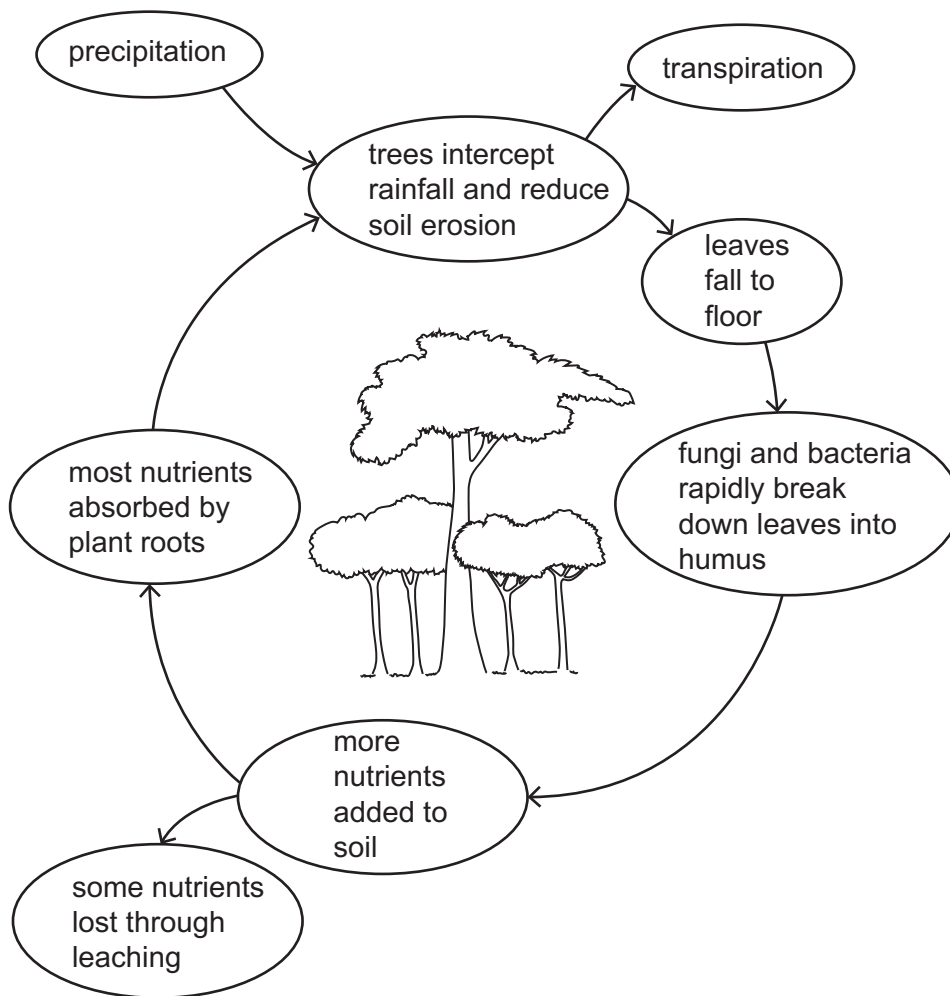 precipitation
transpiration
trees intercept
rainfall and reduce
soil erosion
leaves
fall to
floor
fungi and bacteria
rapidly break
down leaves into
humus
more
nutrients
added to
soil
some nutrients
lost through
leaching
most nutrients
absorbed by
plant roots